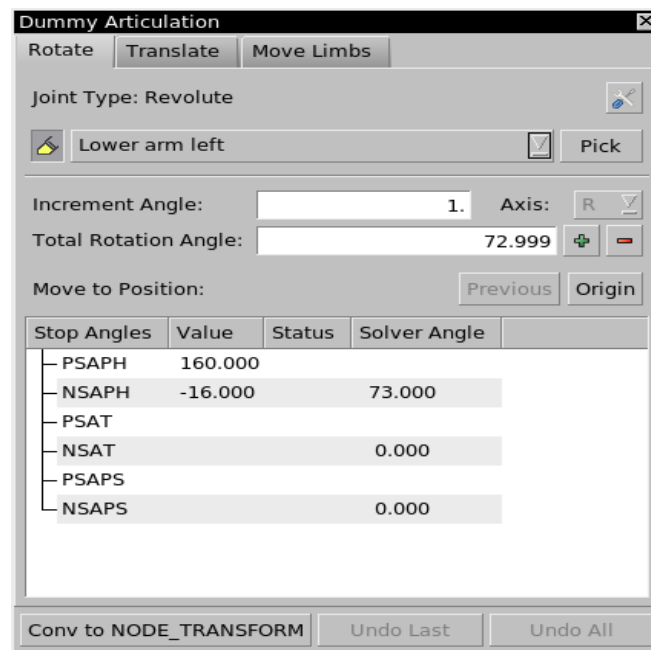 Dummy Articulation
Rotate Translate Move Limbs
Joint Type: Revolute
Lower arm left Pick
Increment Angle: 1. Axis: R
Total Rotation Angle: 72.999
Move to Position: Previous Origin
Stop Angles Value Status Solver Angle
PSAPH 160.000
NSAPH -16.000 73.000
PSAT
NSAT 0.000
PSAPS
NSAPS 0.000
Conv to NODE_TRANSFORM Undo Last Undo All